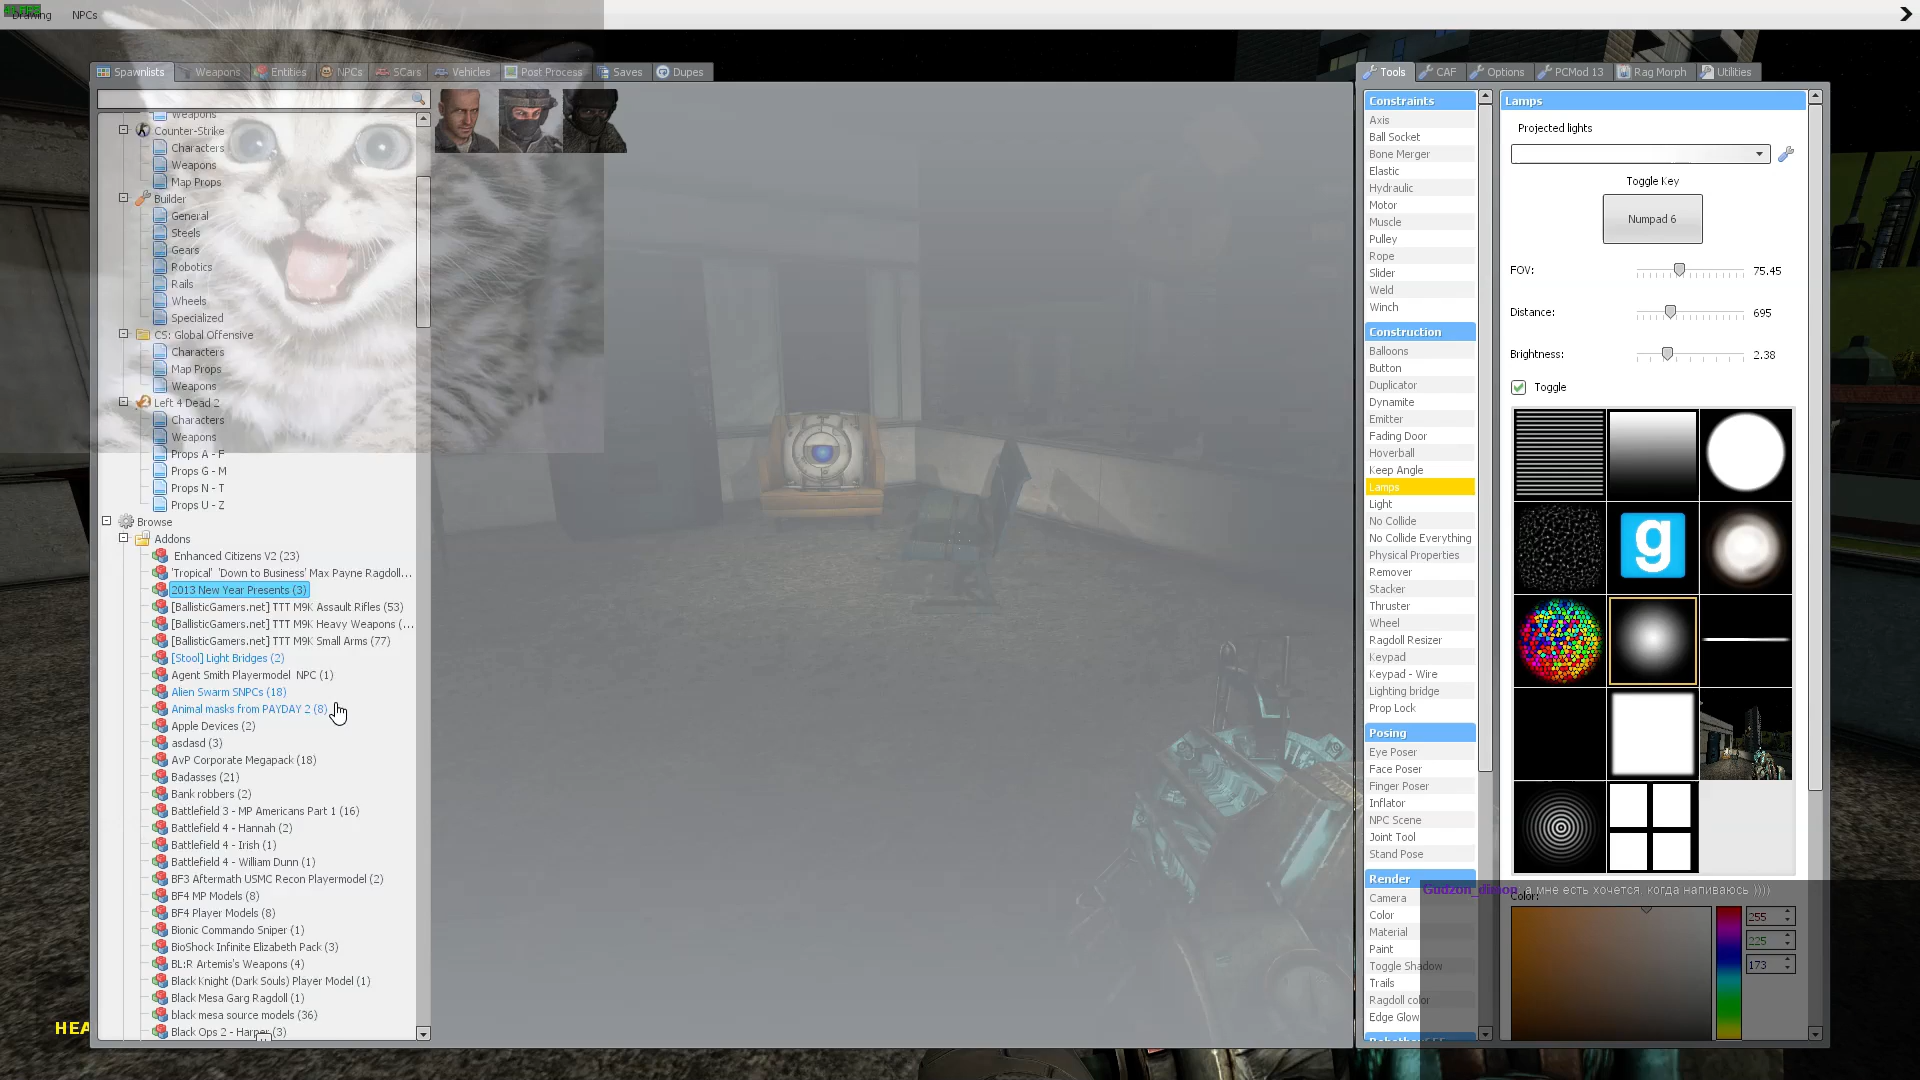 Drawing NPCs
Spawnlists Weapons Entities NPCs SCars Vehicles Post Process Saves Dupes
Weapons
Counter-Strike
Characters
Weapons
Map Props
Builder
General
Steels
Gears
Robotics
Rails
Wheels
Specialized
CS: Global Offensive
Characters
Map Props
Weapons
Left 4 Dead 2
Characters
Weapons
Props A - F
Props G - M
Props N - T
Props U - Z
Browse
Addons
Enhanced Citizens V2 (23)
'Tropical' 'Down to Business' Max Payne Ragdoll...
2013 New Year Presents (3)
[BallisticGamers.net] TTT M9K Assault Rifles (53)
[BallisticGamers.net] TTT M9K Heavy Weapons (...
[BallisticGamers.net] TTT M9K Small Arms (77)
[Stool] Light Bridges (2)
Agent Smith Playermodel NPC (1)
Alien Swarm SNPCs (18)
Animal masks from PAYDAY 2 (8)
Apple Devices (2)
asdasd (3)
AvP Corporate Megapack (18)
Badasses (21)
Bank robbers (2)
Battlefield 3 - MP Americans Part 1 (16)
Battlefield 4 - Hannah (2)
Battlefield 4 - Irish (1)
Battlefield 4 - William Dunn (1)
BF3 Aftermath USMC Recon Playermodel (2)
BF4 MP Models (8)
BF4 Player Models (8)
Bionic Commando Sniper (1)
BioShock Infinite Elizabeth Pack (3)
BL:R Artemis's Weapons (4)
Black Knight (Dark Souls) Player Model (1)
Black Mesa Garg Ragdoll (1)
black mesa source models (36)
Black Ops 2 - Harper (3)
HEA
Tools CAF Options PCMod 13 Rag Morph Utilities
Constraints
Axis
Ball Socket
Bone Merger
Elastic
Hydraulic
Motor
Muscle
Pulley
Rope
Slider
Weld
Winch
Construction
Balloons
Button
Duplicator
Dynamite
Emitter
Fading Door
Hoverball
Keep Angle
Lamps
Light
No Collide
No Collide Everything
Physical Properties
Remover
Stacker
Thruster
Wheel
Ragdoll Resizer
Keypad
Keypad - Wire
Lighting bridge
Prop Lock
Posing
Eye Poser
Face Poser
Finger Poser
Inflator
NPC Scene
Joint Tool
Stand Pose
Render
Camera
Color
Material
Paint
Toggle Shadow
Trails
Ragdoll color
Edge Glow
Lamps
Projected lights
Toggle Key
Numpad 6
FOV: 75.45
Distance: 695
Brightness: 2.38
Toggle
g
Gudzon_dimon: а мне есть хочется когда напиваюсь ))))
Color:
255
225
173